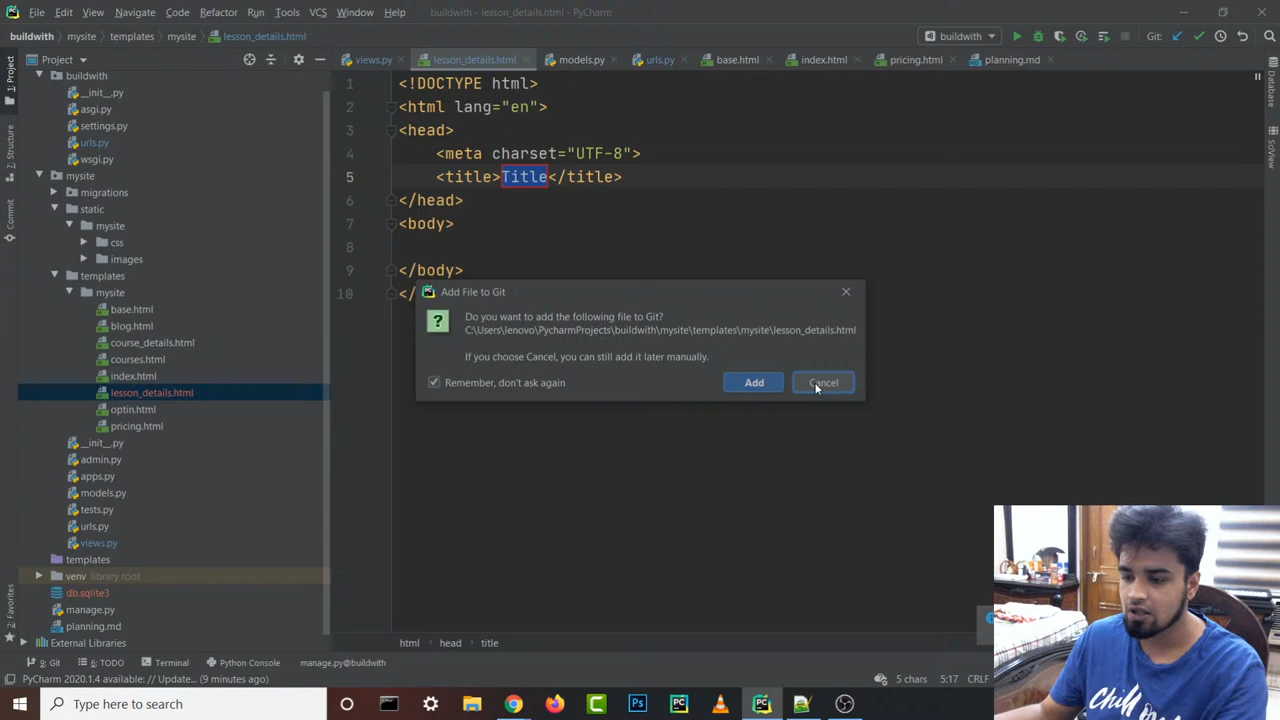 File Edit View Navigate Code Refactor Run Tools VCS Window Help buildwith - lesson_details.html - PyCharm
buildwith mysite templates mysite lesson_details.html buildwith Git:
Project views.py lesson_details.html models.py urls.py base.html index.html pricing.html planning.md
1: Project
7: Structure
Commit
2: Favorites
Database
SciView
buildwith
__init__.py
asgi.py
settings.py
urls.py
wsgi.py
mysite
migrations
static
mysite
css
images
templates
mysite
base.html
blog.html
course_details.html
courses.html
index.html
lesson_details.html
optin.html
pricing.html
__init__.py
admin.py
apps.py
models.py
tests.py
urls.py
views.py
templates
venv library root
db.sqlite3
manage.py
planning.md
External Libraries
1 <!DOCTYPE html>
2 <html lang="en">
3 <head>
4 <meta charset="UTF-8">
5 <title>Title</title>
6 </head>
7 <body>
8
9 </body>
10 </
Add File to Git
Do you want to add the following file to Git?
C:\Users\lenovo\PycharmProjects\buildwith\mysite\templates\mysite\lesson_details.html
If you choose Cancel, you can still add it later manually.
Remember, don't ask again Add Cancel
html head title
9: Git 6: TODO Terminal Python Console manage.py@buildwith
PyCharm 2020.1.4 available: // Update... (9 minutes ago) 5 chars 5:17 CRLF
Type here to search
CHILL